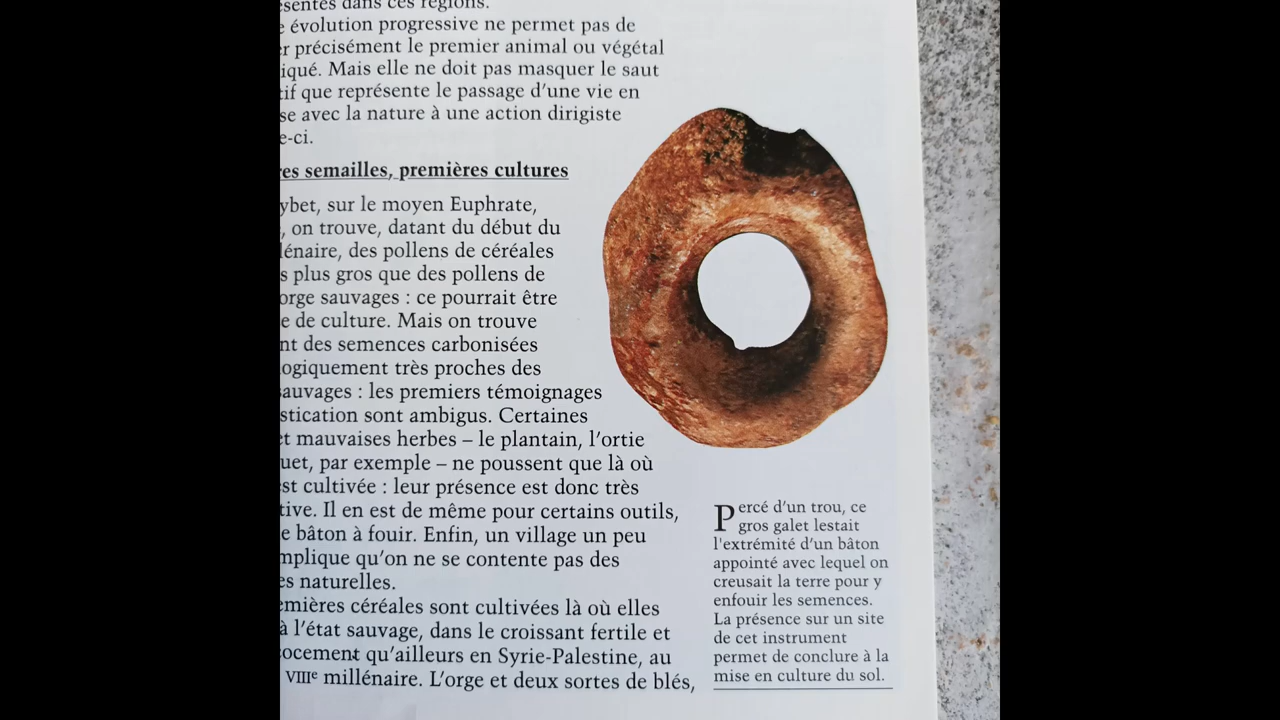 ésentes dans ces régions.
évolution progressive ne permet pas de
précisément le premier animal ou végétal
Mais elle ne doit pas masquer le saut
que représente le passage d'une vie en
avec la nature à une action dirigiste
e-ci.
res semailles, premières cultures
ybet, sur le moyen Euphrate,
, on trouve, datant du début du
lénaire, des pollens de céréales
s plus gros que des pollens de
orge sauvages : ce pourrait être
e de culture. Mais on trouve
nt des semences carbonisées
ogiquement très proches des
sauvages : les premiers témoignages
stication sont ambigus. Certaines
et mauvaises herbes – le plantain, l'ortie
uet, par exemple – ne poussent que là où
est cultivée : leur présence est donc très
tive. Il en est de même pour certains outils,
e bâton à fouir. Enfin, un village un peu
mplique qu'on ne se contente pas des
es naturelles.
emières céréales sont cultivées là où elles
à l'état sauvage, dans le croissant fertile et
ocement qu'ailleurs en Syrie-Palestine, au
VIIIe millénaire. L'orge et deux sortes de blés,
Percé d'un trou, ce
gros galet lestait
l'extrémité d'un bâton
appointé avec lequel on
creusait la terre pour y
enfouir les semences.
La présence sur un site
de cet instrument
permet de conclure à la
mise en culture du sol.